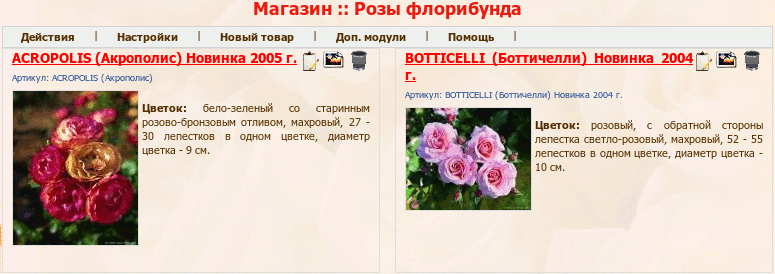 Магазин :: Розы флорибунда
Действия | Настройки | Новый товар | Доп. модули | Помощь |
ACROPOLIS (Акрополис) Новинка 2005 г.
Артикул: ACROPOLIS (Акрополис)
Цветок: бело-зеленый со старинным
розово-бронзовым отливом, махровый, 27 -
30 лепестков в одном цветке, диаметр
цветка - 9 см.
BOTTICELLI (Боттичелли) Новинка 2004
г.
Артикул: BOTTICELLI (Боттичелли) Новинка 2004 г.
Цветок: розовый, с обратной стороны
лепестка светло-розовый, махровый, 52 - 55
лепестков в одном цветке, диаметр цветка -
10 см.